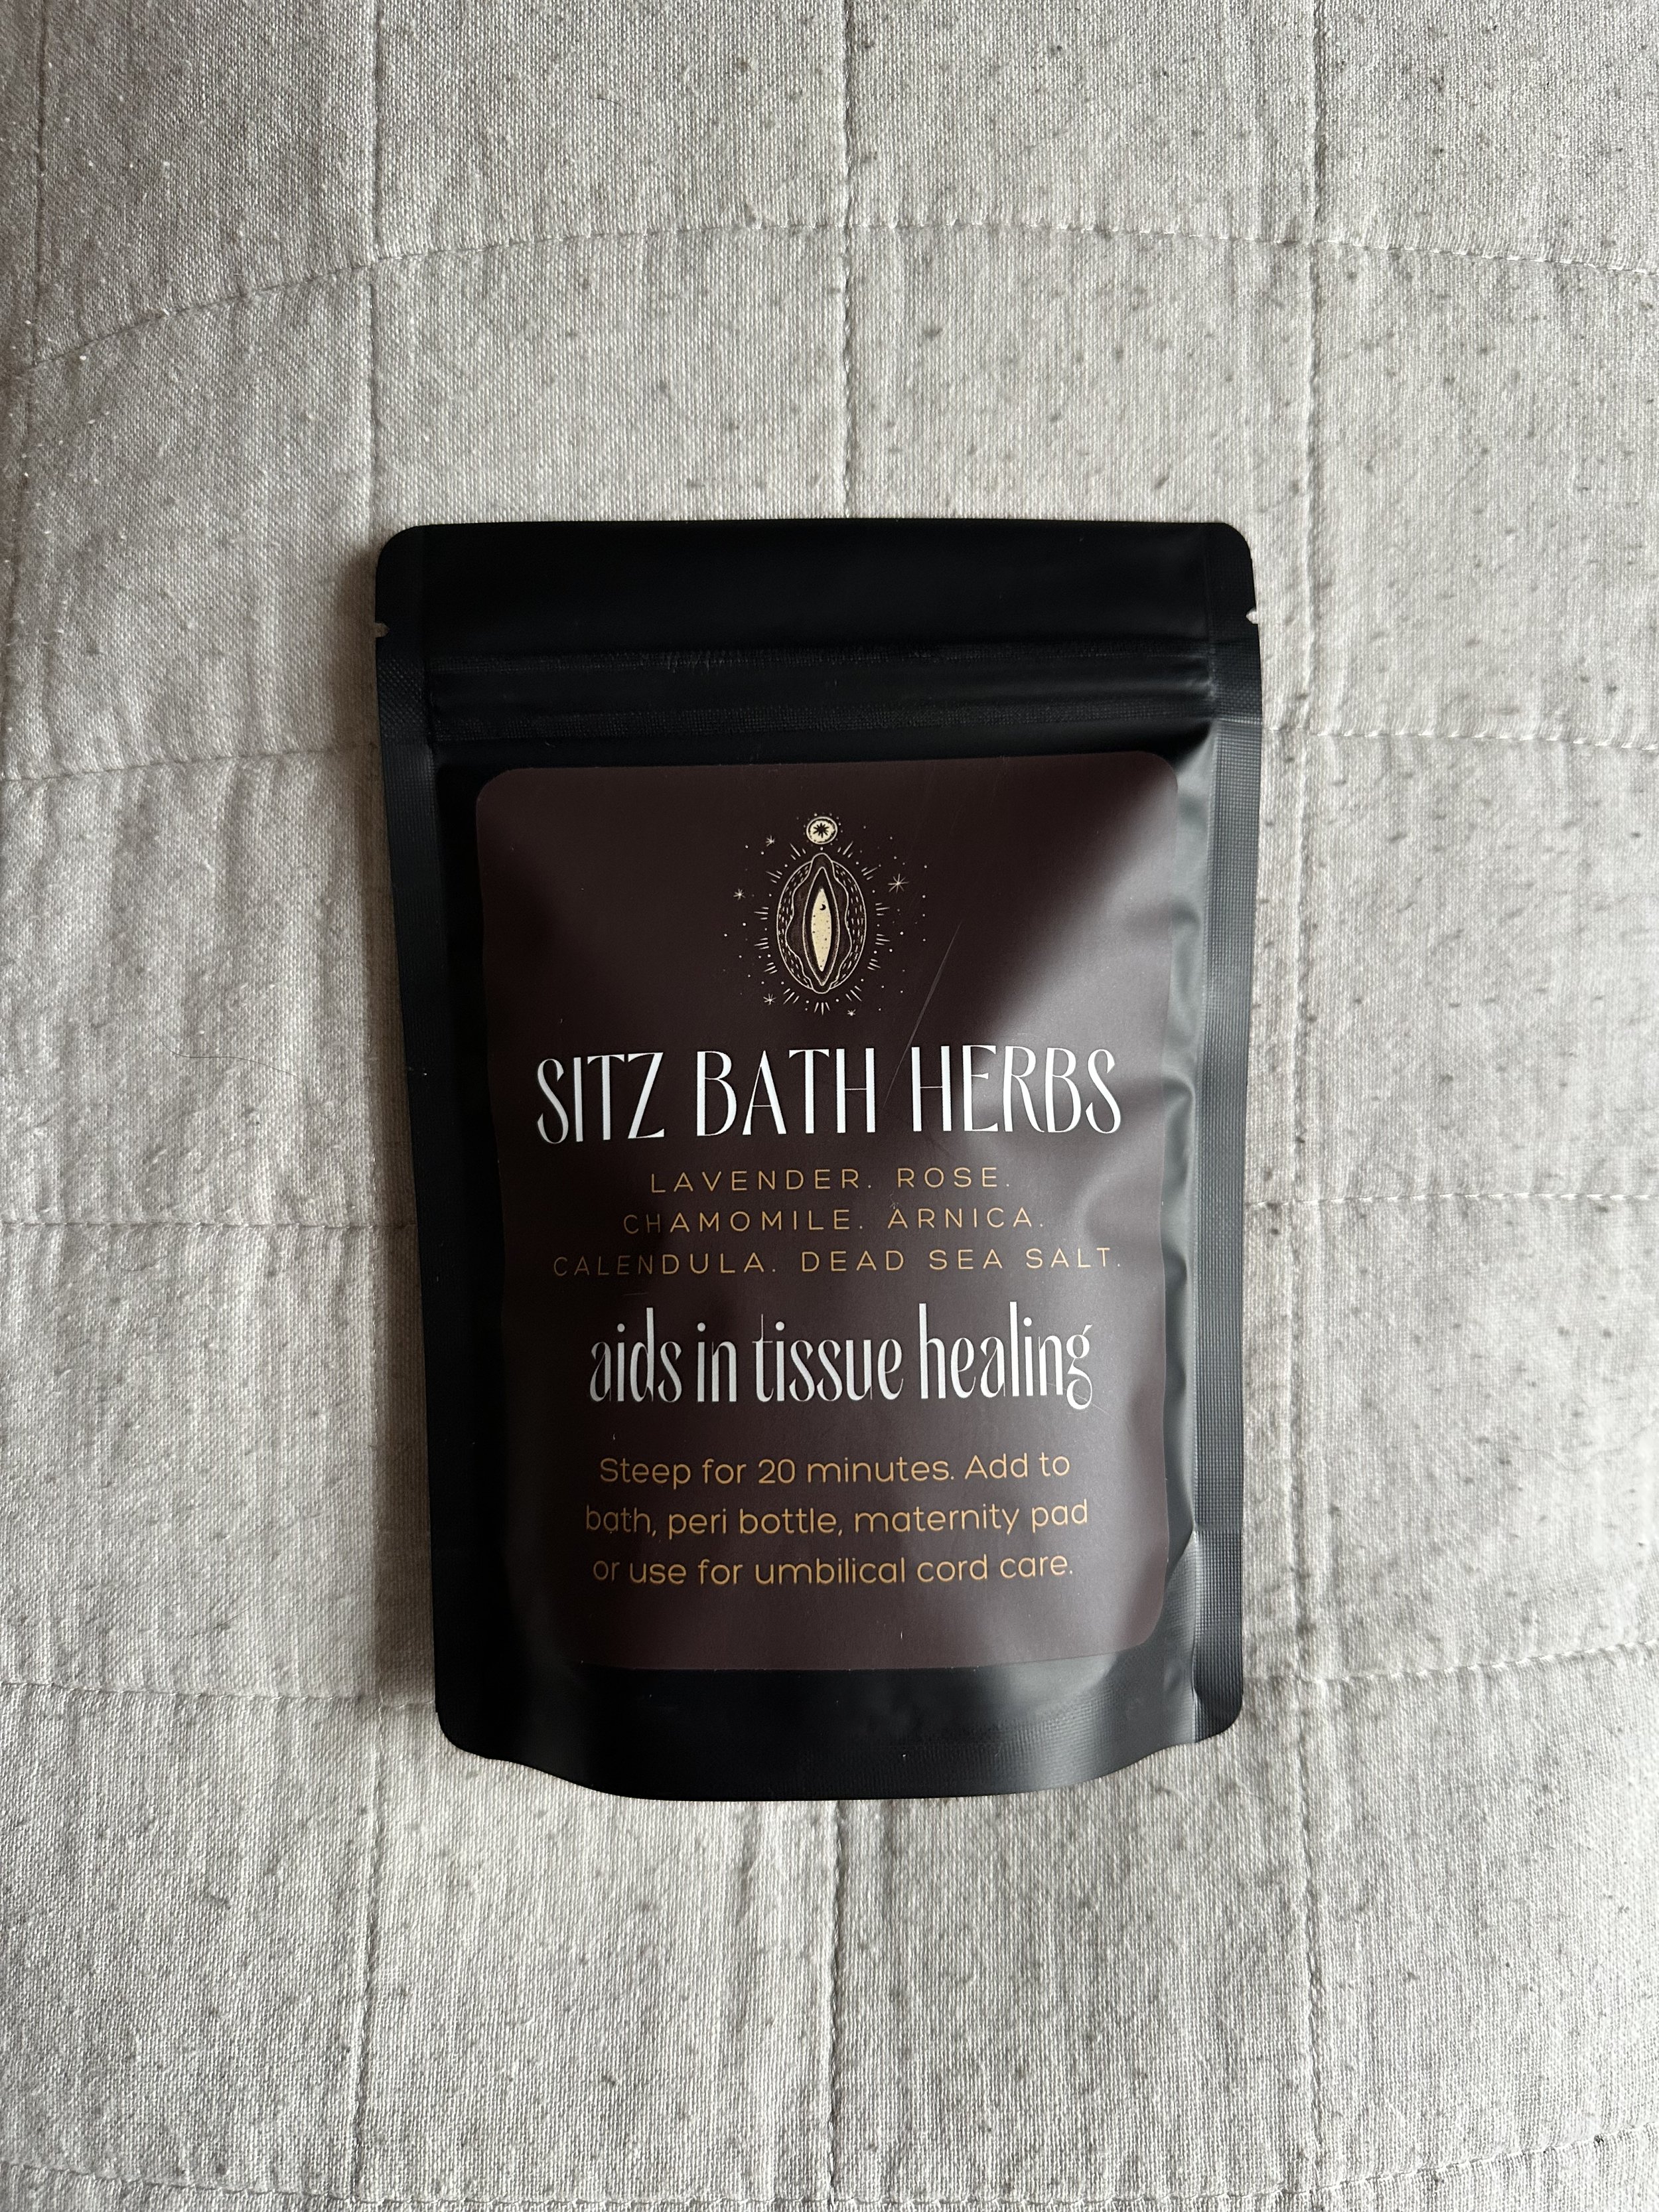 SITZ BATH HERBS
LAVENDER. ROSE.
CHAMOMILE. ARNICA.
CALENDULA. DEAD SEA SALT.
aids in tissue healing
Steep for 20 minutes. Add to
bath, peri bottle, maternity pad
or use for umbilical cord care.